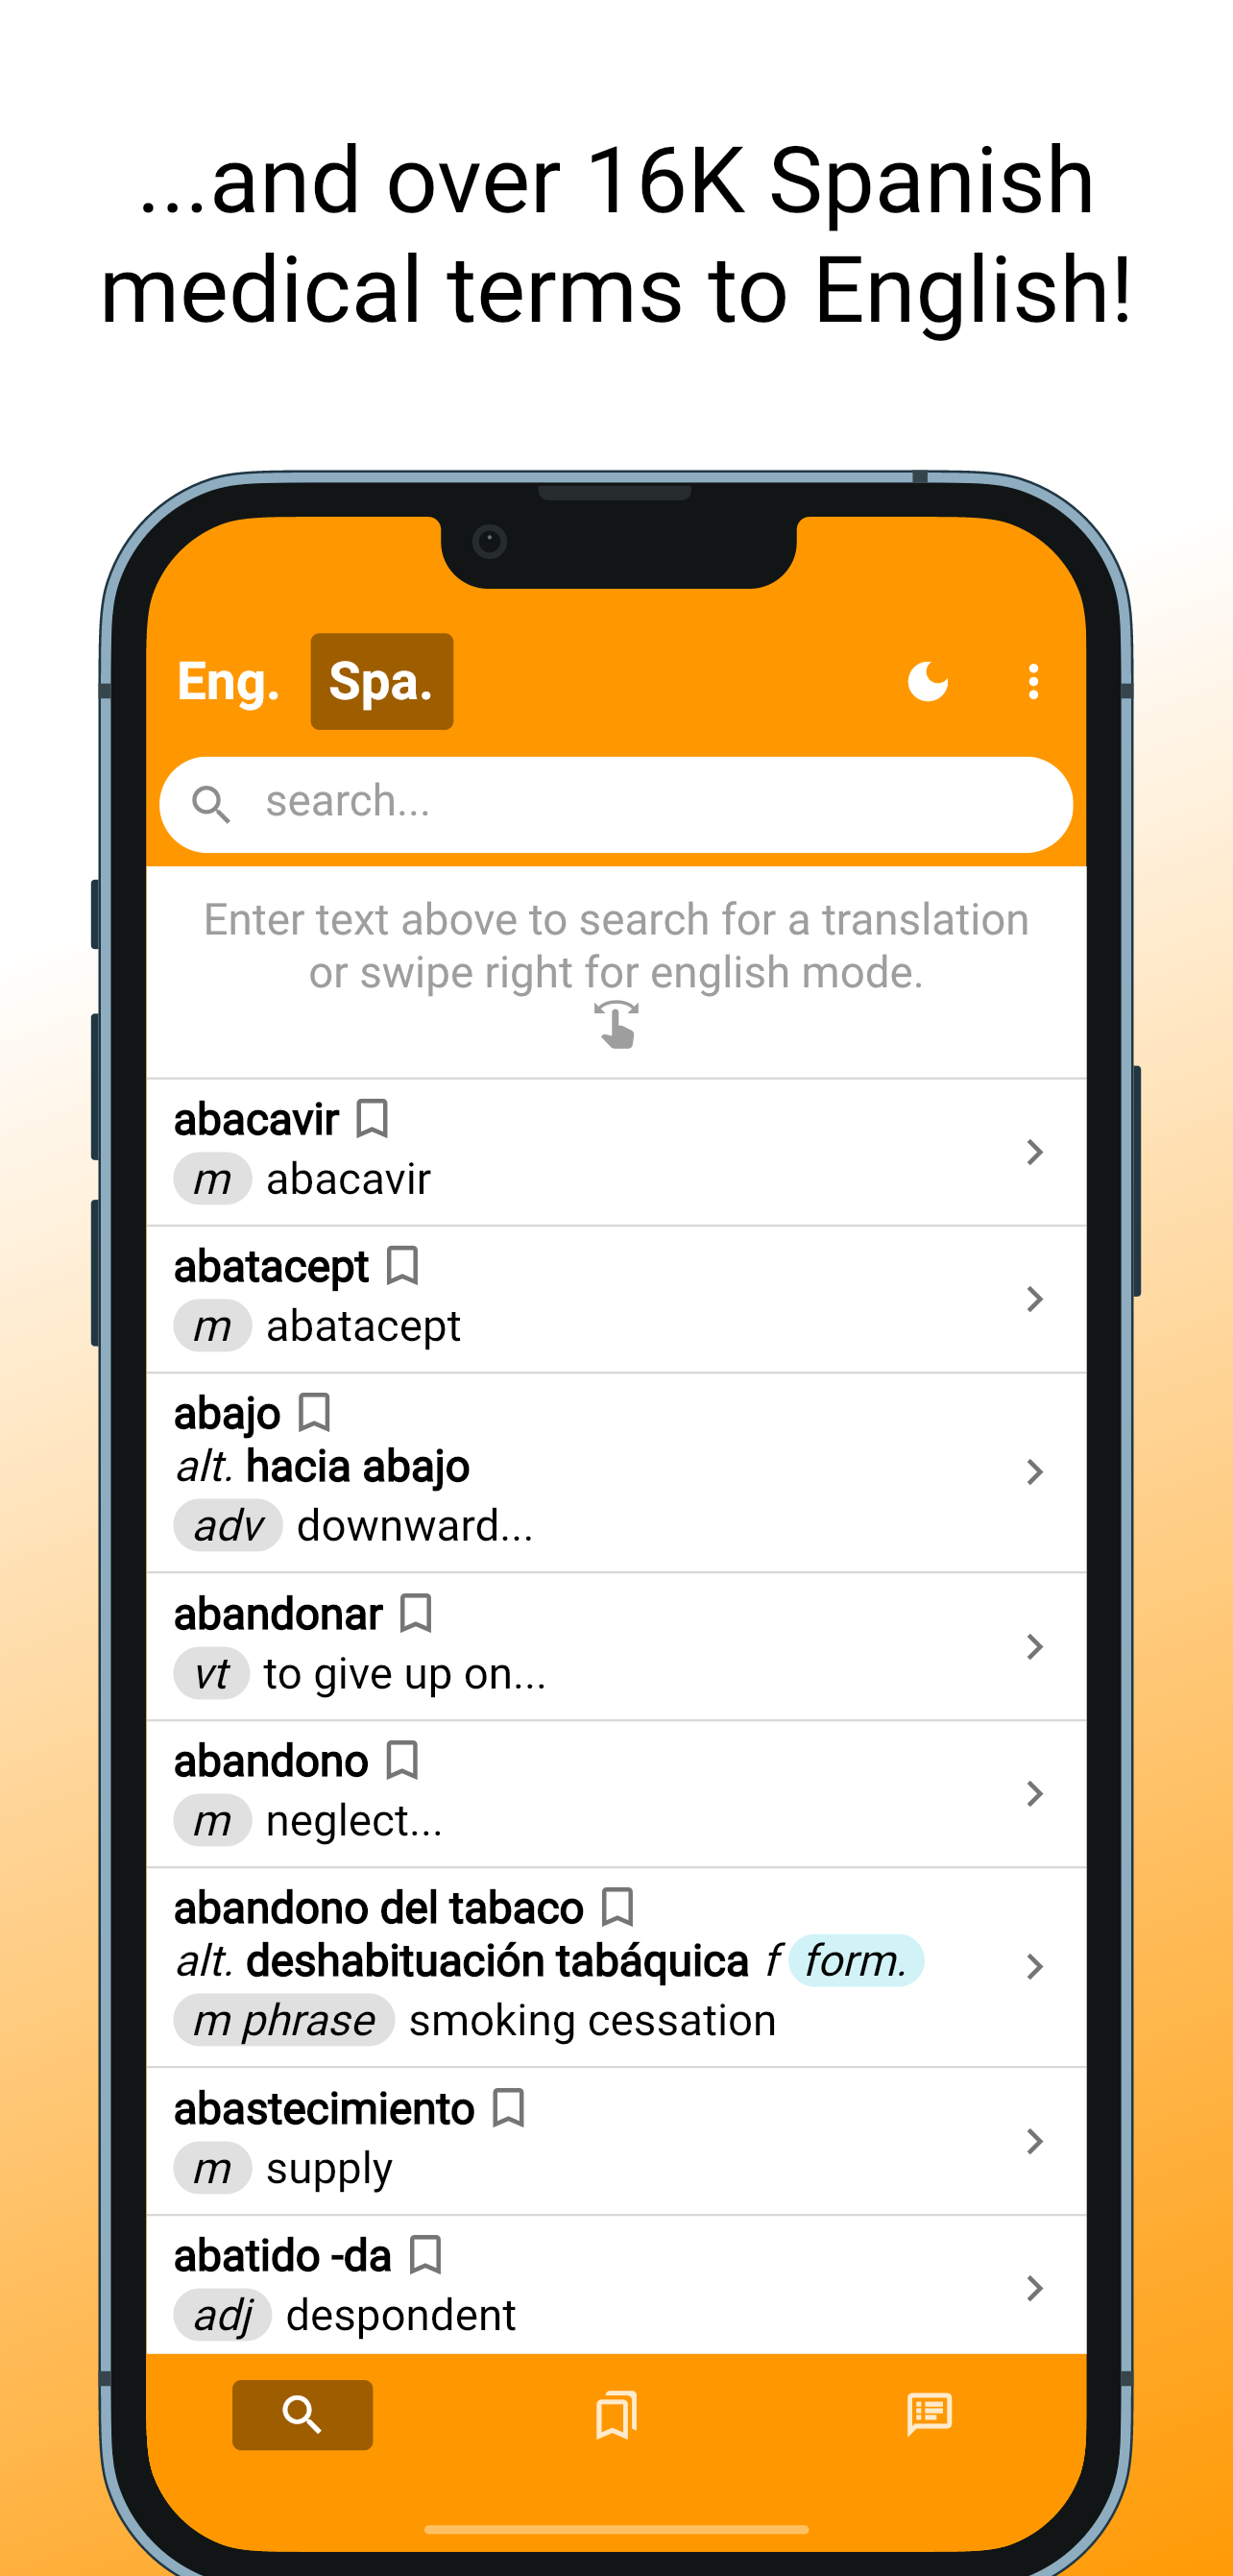 ...and over 16K Spanish
medical terms to English!
Eng. Spa.
search...
Enter text above to search for a translation
or swipe right for english mode.
abacavir
m abacavir
abatacept
m abatacept
abajo
alt. hacia abajo
adv downward...
abandonar
vt to give up on...
abandono
m neglect...
abandono del tabaco
alt. deshabituación tabáquica f form.
m phrase smoking cessation
abastecimiento
m supply
abatido -da
adj despondent